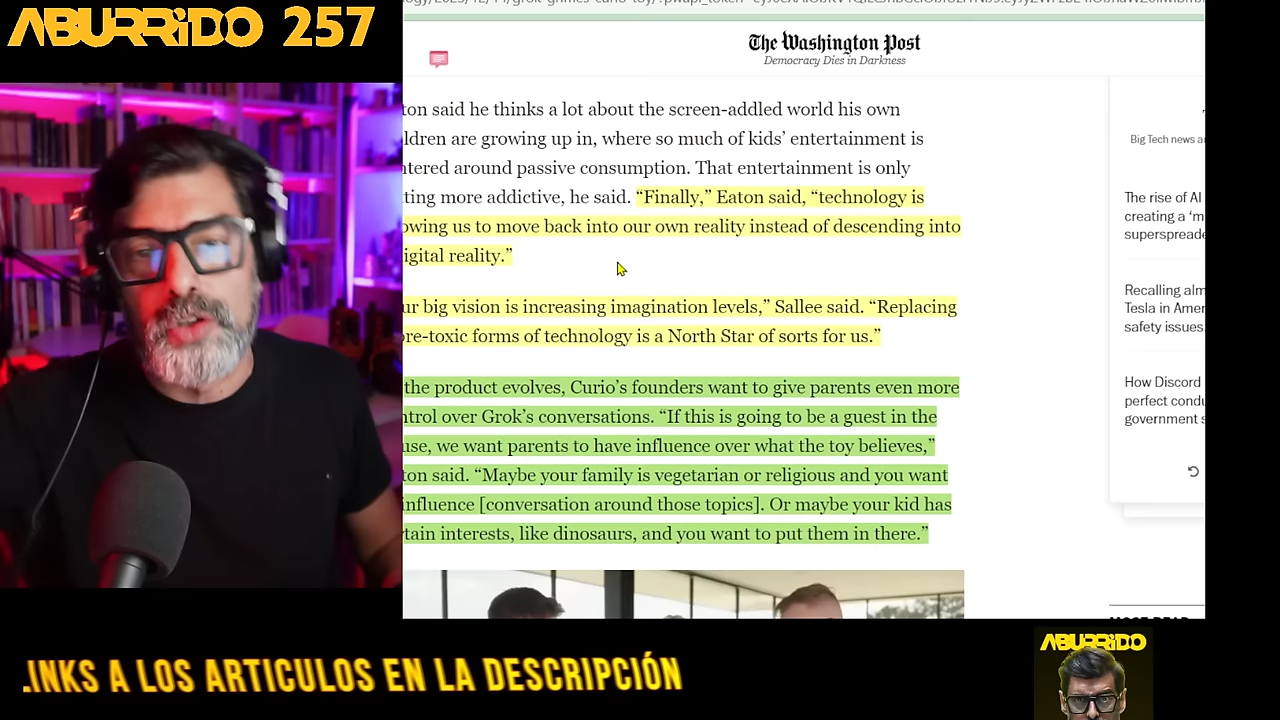 ABURRIDO 257
The Washington Post
Democracy Dies in Darkness
ton said he thinks a lot about the screen-addled world his own
ldren are growing up in, where so much of kids’ entertainment is
ntered around passive consumption. That entertainment is only
tting more addictive, he said. “Finally,” Eaton said, “technology is
owing us to move back into our own reality instead of descending into
igital reality.”
ur big vision is increasing imagination levels,” Sallee said. “Replacing
ore-toxic forms of technology is a North Star of sorts for us.”
the product evolves, Curio’s founders want to give parents even more
ntrol over Grok’s conversations. “If this is going to be a guest in the
use, we want parents to have influence over what the toy believes,”
ton said. “Maybe your family is vegetarian or religious and you want
influence [conversation around those topics]. Or maybe your kid has
tain interests, like dinosaurs, and you want to put them in there.”
Big Tech news a
The rise of AI
creating a ‘m
superspreade
Recalling alm
Tesla in Amer
safety issues
How Discord
perfect condu
government s
.INKS A LOS ARTICULOS EN LA DESCRIPCIÓN
ABURRIDO